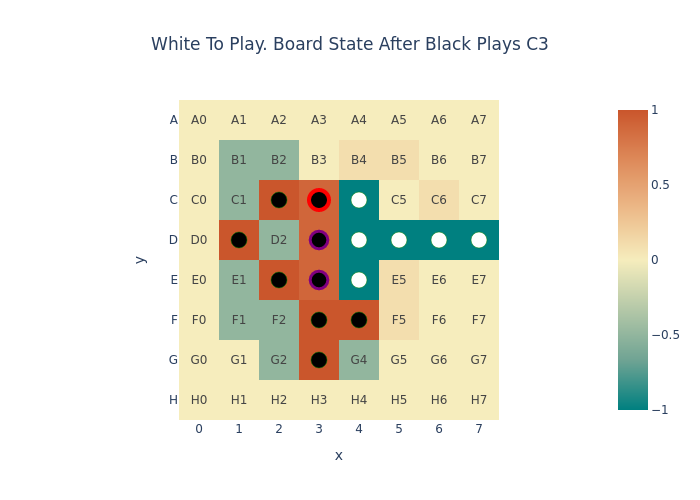 White To Play. Board State After Black Plays C3
A A0 A1 A2 A3 A4 A5 A6 A7
B B0 B1 B2 B3 B4 B5 B6 B7
C C0 C1 C5 C6 C7
D D0 D2
E E0 E1 E5 E6 E7
F F0 F1 F2 F5 F6 F7
G G0 G1 G2 G4 G5 G6 G7
H H0 H1 H2 H3 H4 H5 H6 H7
0 1 2 3 4 5 6 7
x
y
1
0.5
0
−0.5
−1